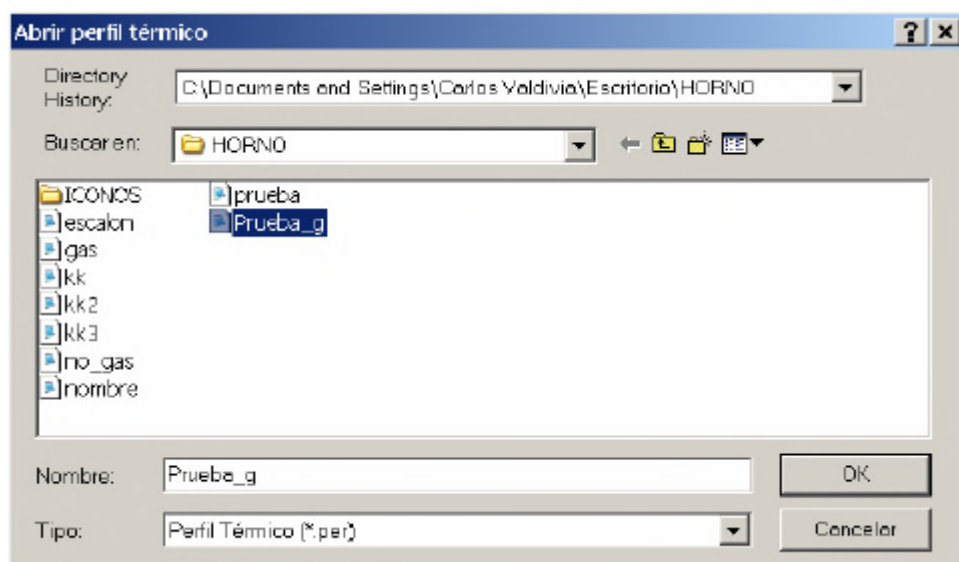 Abrir perfil térmico
Directory
History:
C:\Documents and Settings\Carlos Valdivia\Escritorio\HORNO
Buscar en:
HORNO
ICONOS
escalon
gas
kk
kk2
kk3
no_gas
nombre
prueba
Prueba_g
Nombre:
Prueba_g
OK
Tipo:
Perfil Térmico (*.per)
Cancelar